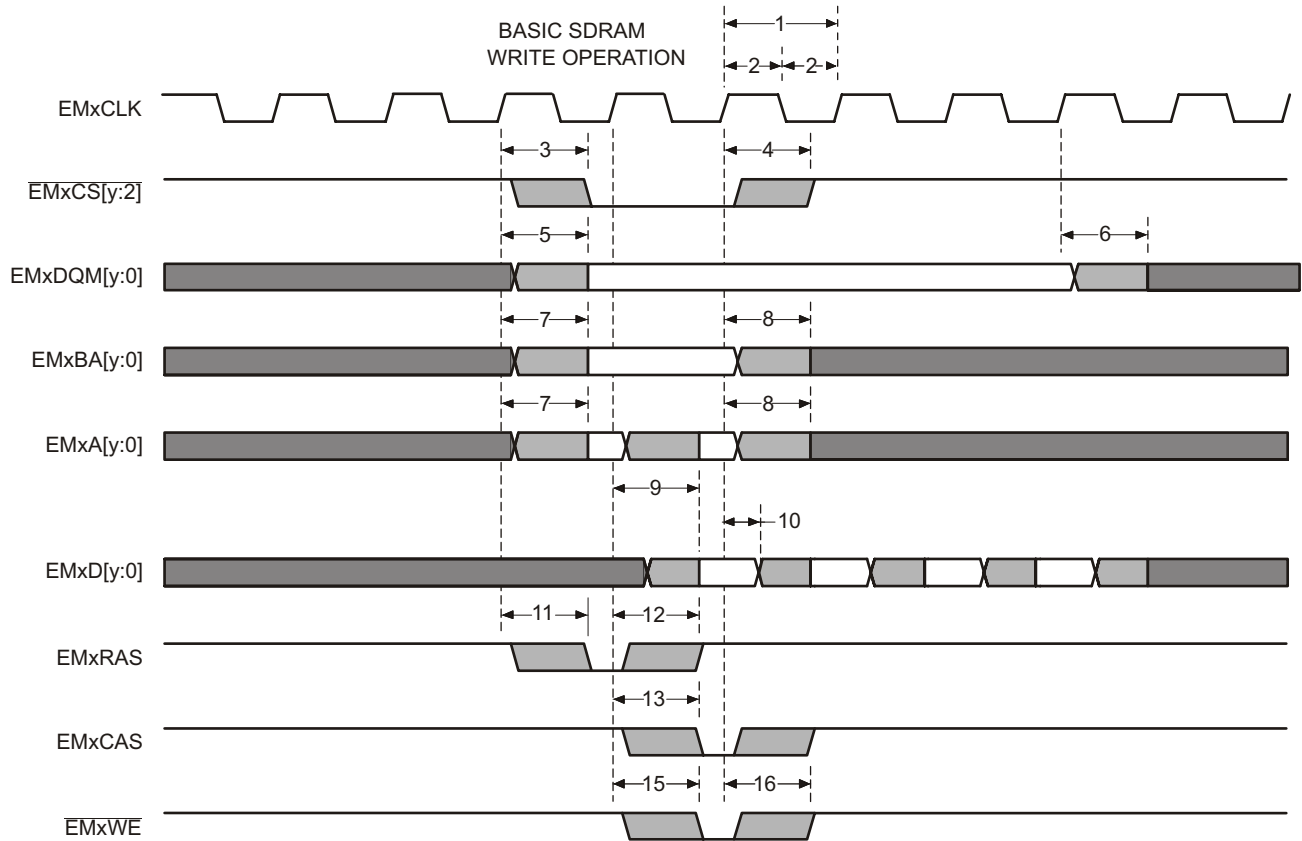 BASIC SDRAM
WRITE OPERATION
1
2 2
EMxCLK
3 4
EMxCS[y:2]
5 6
EMxDQM[y:0]
7 8
EMxBA[y:0]
7 8
EMxA[y:0]
9
10
EMxD[y:0]
11 12
EMxRAS
13
EMxCAS
15 16
EMxWE